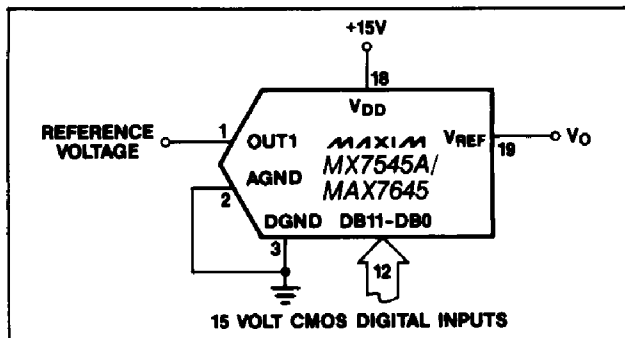 +15V
18
VDD
REFERENCE VOLTAGE
1
OUT1
MAXIM
VREF
19
VO
MX7545A/
MAX7645
AGND
2
DGND
DB11-DB0
3
12
15 VOLT CMOS DIGITAL INPUTS